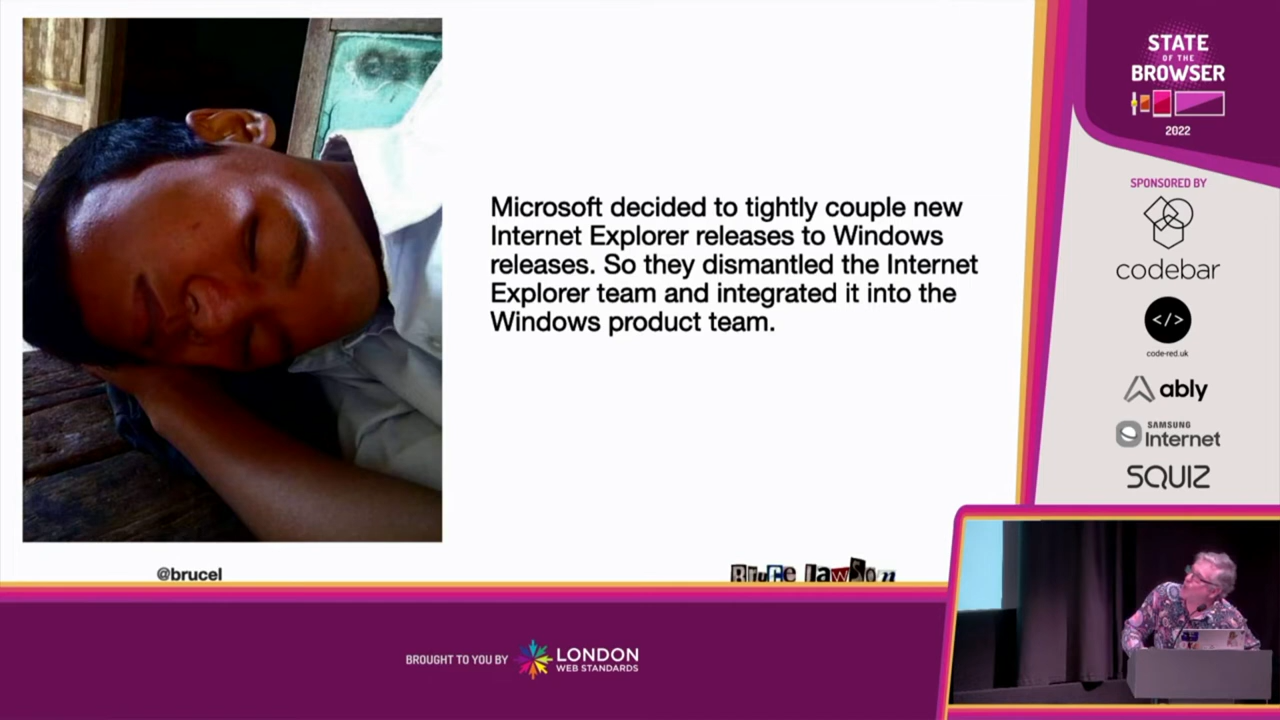 Microsoft decided to tightly couple new
Internet Explorer releases to Windows
releases. So they dismantled the Internet
Explorer team and integrated it into the
Windows product team.
@brucel
Bruce Lawson
STATE
OF THE
BROWSER
2022
SPONSORED BY
codebar
</>
code-red.uk
ably
SAMSUNG
Internet
SQUIZ
BROUGHT TO YOU BY
LONDON
WEB STANDARDS